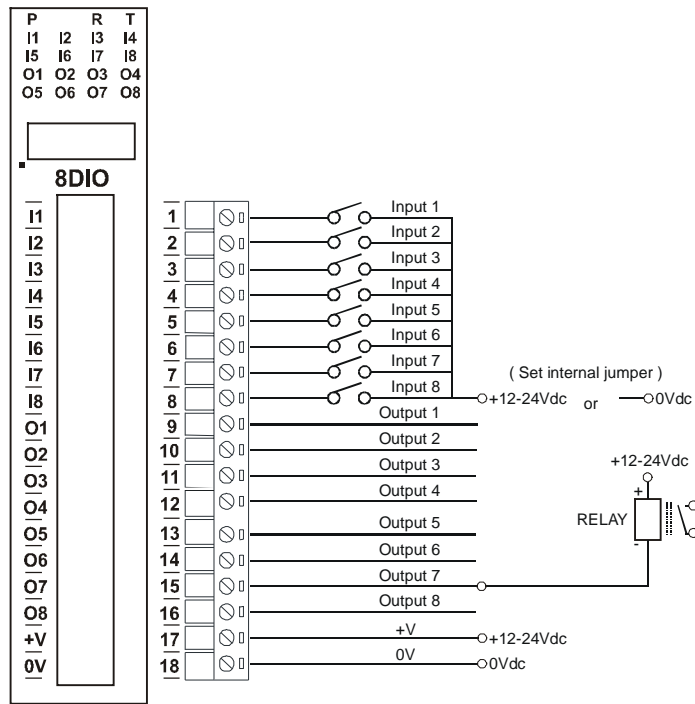 P R T
I1 I2 I3 I4
I5 I6 I7 I8
O1 O2 O3 O4
O5 O6 O7 O8
8DIO
I1 1 Input 1
I2 2 Input 2
I3 3 Input 3
I4 4 Input 4
I5 5 Input 5
I6 6 Input 6
I7 7 Input 7
I8 8 Input 8
( Set internal jumper )
+12-24Vdc or 0Vdc
O1 9 Output 1
O2 10 Output 2
O3 11 Output 3
O4 12 Output 4
O5 13 Output 5
O6 14 Output 6
O7 15 Output 7
O8 16 Output 8
+12-24Vdc
+
RELAY
-
+V 17 +V +12-24Vdc
0V 18 0V 0Vdc